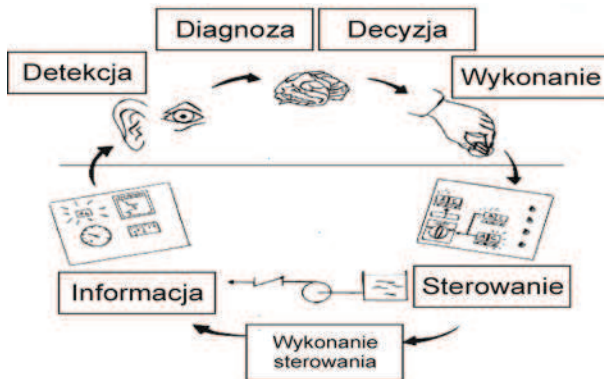 Diagnoza
Decyzja
Detekcja
Wykonanie
Informacja
Sterowanie
Wykonanie
sterowania